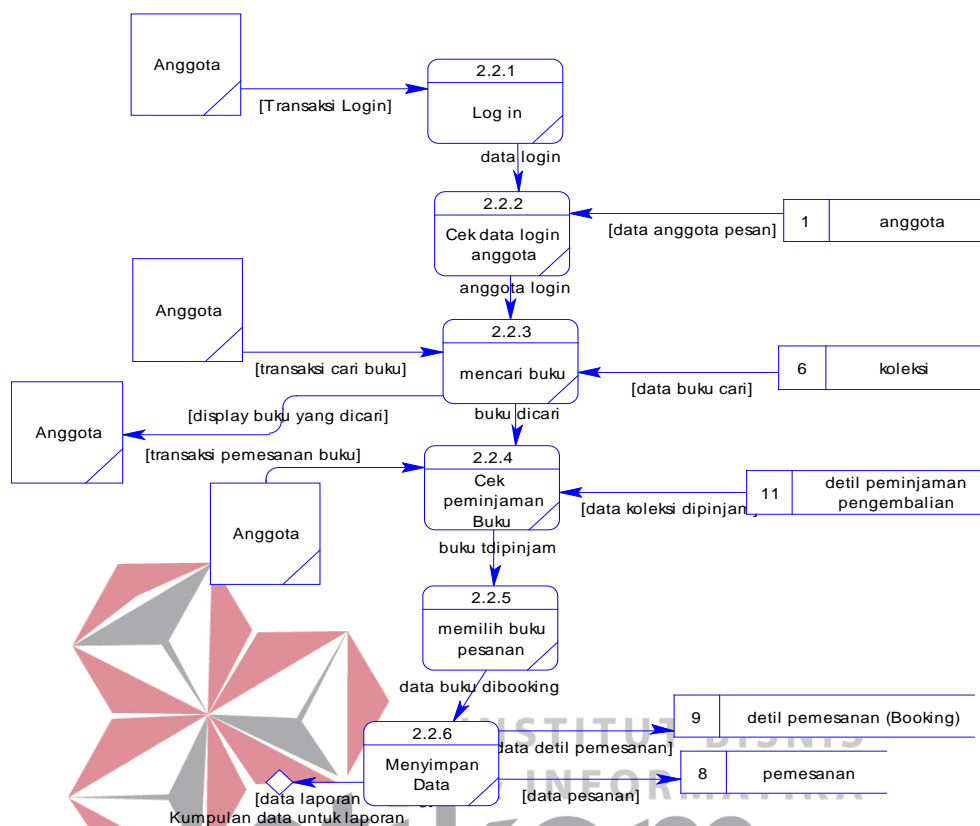 Anggota
[Transaksi Login]
2.2.1
Log in
data login
2.2.2
Cek data login
anggota
[data anggota pesan]
1
anggota
anggota login
Anggota
[transaksi cari buku]
2.2.3
mencari buku
[data buku cari]
6
koleksi
[display buku yang dicari]
Anggota
buku dicari
[transaksi pemesanan buku]
2.2.4
Cek
peminjaman
Buku
[data koleksi dipinjam]
11
detil peminjaman
pengembalian
Anggota
buku tdipinjam
2.2.5
memilih buku
pesanan
data buku dibooking
2.2.6
Menyimpan
Data
[data detil pemesanan]
9
detil pemesanan (Booking)
INSTITUT BISNIS
[data pesanan]
8
pemesanan
INFORMATIKA
[data laporan
Kumpulan data untuk laporan